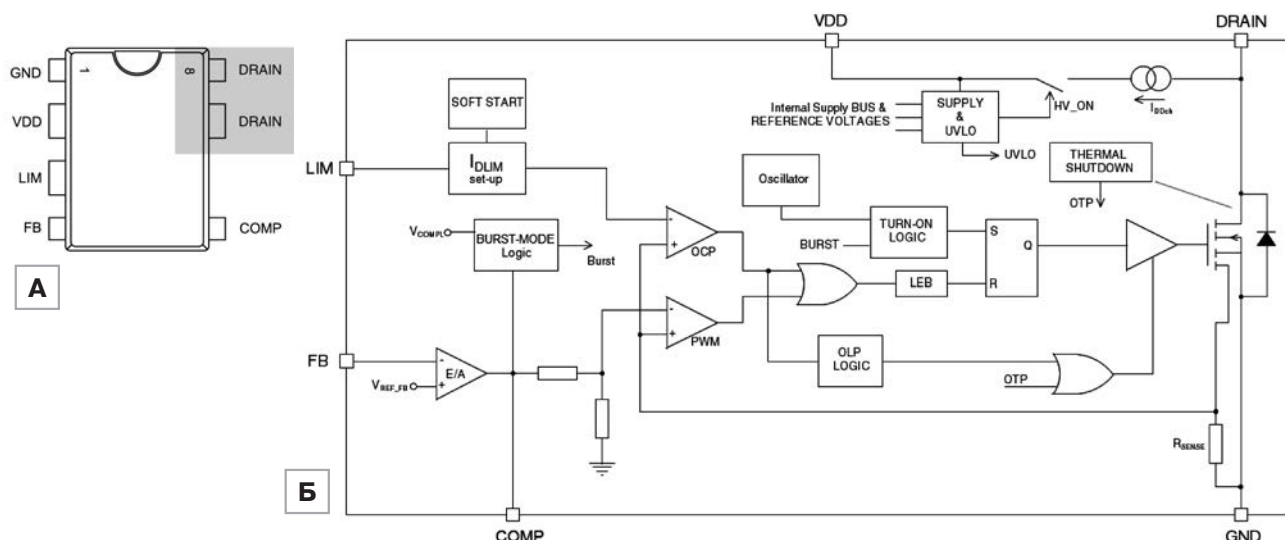 GND
VDD
LIM
FB
1
8
DRAIN
DRAIN
COMP
А
VDD
DRAIN
SOFT START
LIM
IDLIM
set-up
Internal Supply BUS &
REFERENCE VOLTAGES
SUPPLY
&
UVLO
HV_ON
IDDch
UVLO
THERMAL
SHUTDOWN
OTP
Oscillator
VCOMPL
BURST-MODE
Logic
Burst
-
+
OCP
BURST
TURN-ON
LOGIC
S
Q
R
LEB
-
+
PWM
FB
-
E/A
+
VREF_FB
OLP
LOGIC
OTP
RSENSE
Б
COMP
GND